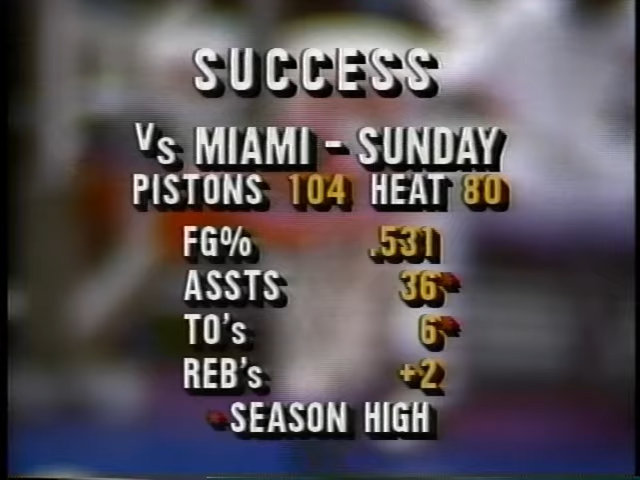 SUCCESS
Vs MIAMI - SUNDAY
PISTONS 104 HEAT 80
FG% .531
ASSTS 36*
TO's 6*
REB's +2
*SEASON HIGH